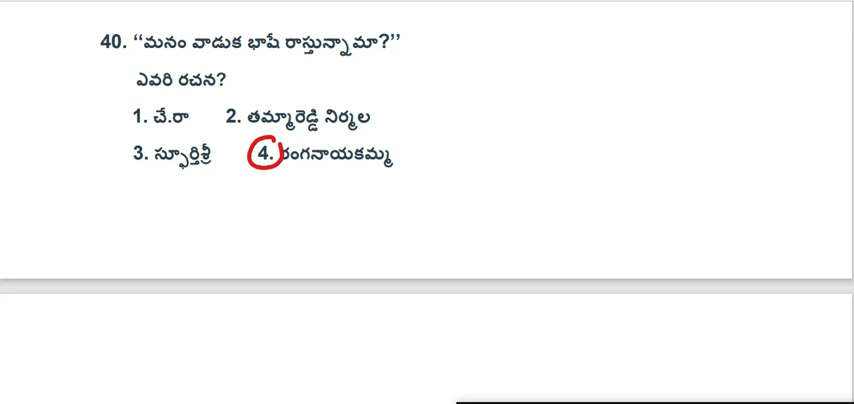 40. ‘‘మనం వాడుక భాషే రాస్తున్నామా?’’
ఎవరి రచన?
1. చే.రా 2. తమ్మారెడ్డి నిర్మల
3. స్ఫూర్తిశ్రీ 4. రంగనాయకమ్మ